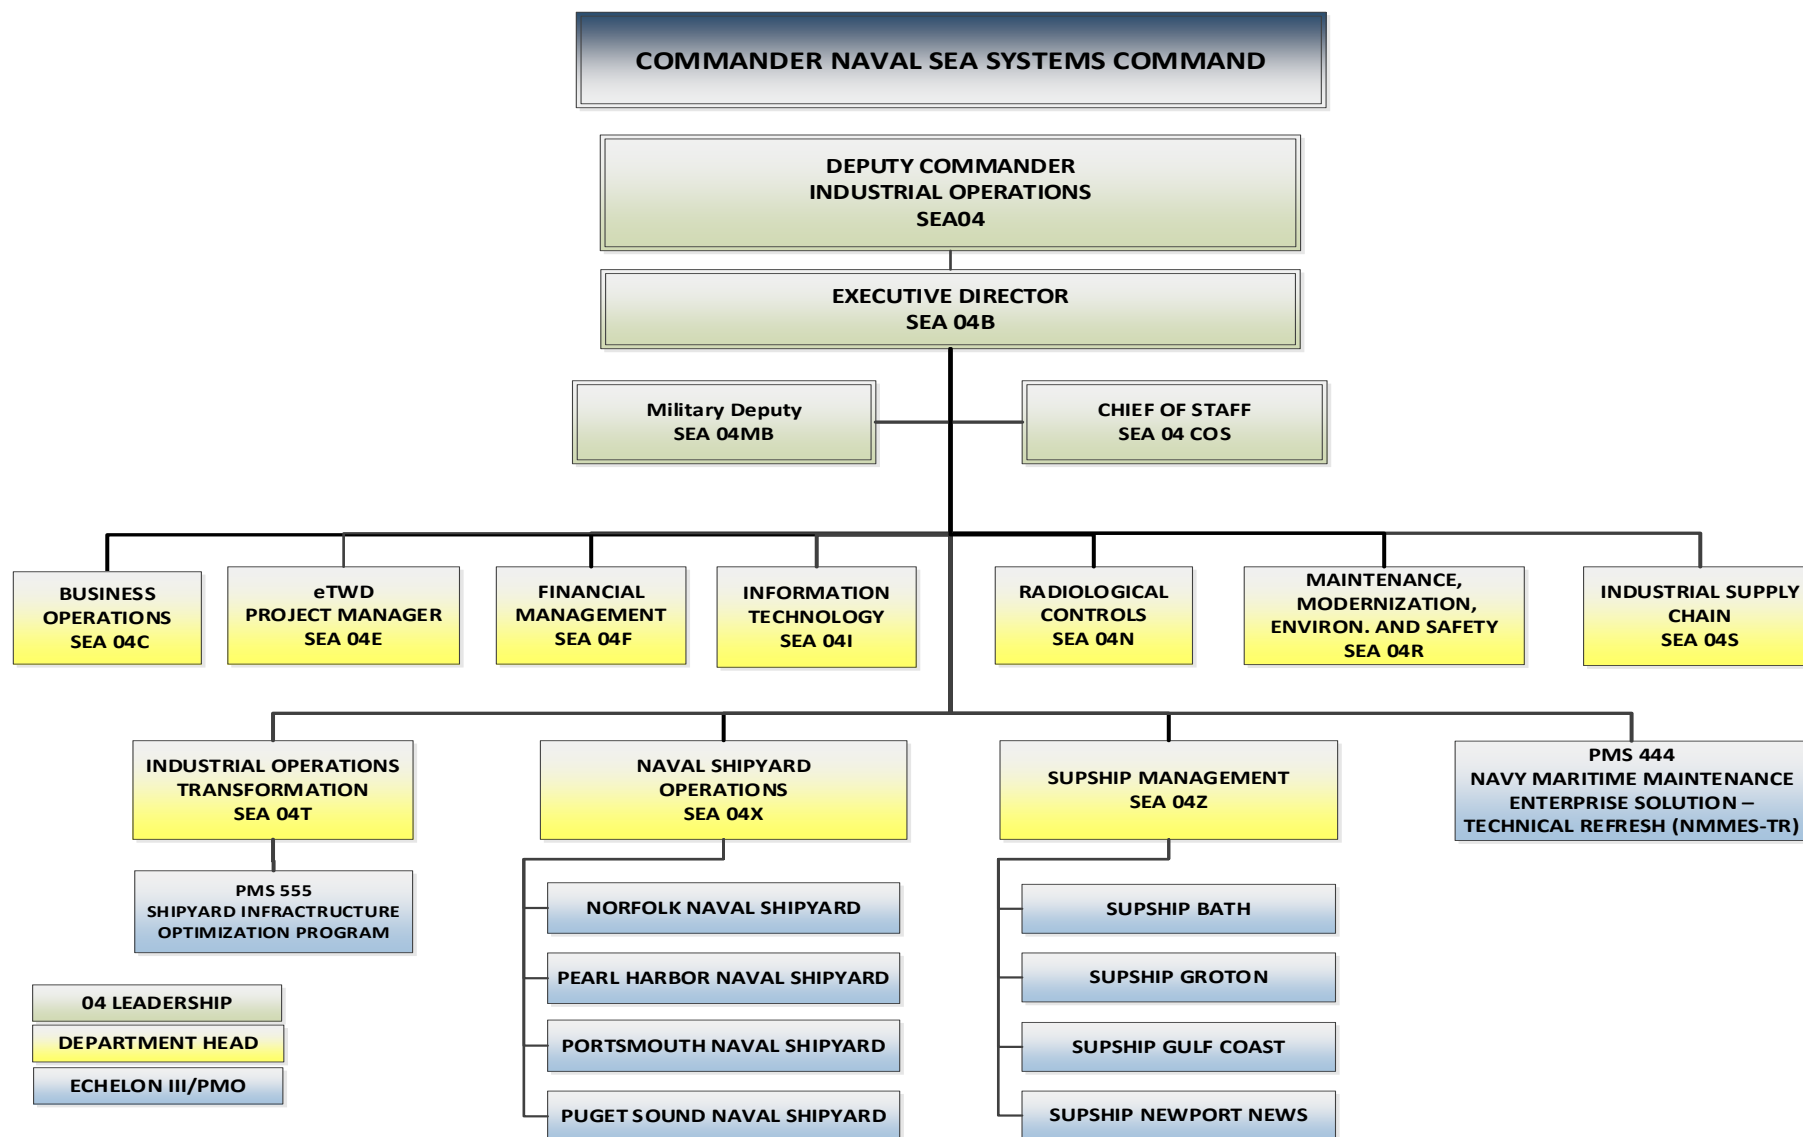 COMMANDER NAVAL SEA SYSTEMS COMMAND
DEPUTY COMMANDER
INDUSTRIAL OPERATIONS
SEA04
EXECUTIVE DIRECTOR
SEA 04B
Military Deputy
SEA 04MB
CHIEF OF STAFF
SEA 04 COS
BUSINESS
OPERATIONS
SEA 04C
eTWD
PROJECT MANAGER
SEA 04E
FINANCIAL
MANAGEMENT
SEA 04F
INFORMATION
TECHNOLOGY
SEA 04I
RADIOLOGICAL
CONTROLS
SEA 04N
MAINTENANCE,
MODERNIZATION,
ENVIRON. AND SAFETY
SEA 04R
INDUSTRIAL SUPPLY
CHAIN
SEA 04S
INDUSTRIAL OPERATIONS
TRANSFORMATION
SEA 04T
NAVAL SHIPYARD
OPERATIONS
SEA 04X
SUPSHIP MANAGEMENT
SEA 04Z
PMS 444
NAVY MARITIME MAINTENANCE
ENTERPRISE SOLUTION –
TECHNICAL REFRESH (NMMES-TR)
PMS 555
SHIPYARD INFRACTRUCTURE
OPTIMIZATION PROGRAM
NORFOLK NAVAL SHIPYARD
PEARL HARBOR NAVAL SHIPYARD
PORTSMOUTH NAVAL SHIPYARD
PUGET SOUND NAVAL SHIPYARD
SUPSHIP BATH
SUPSHIP GROTON
SUPSHIP GULF COAST
SUPSHIP NEWPORT NEWS
04 LEADERSHIP
DEPARTMENT HEAD
ECHELON III/PMO